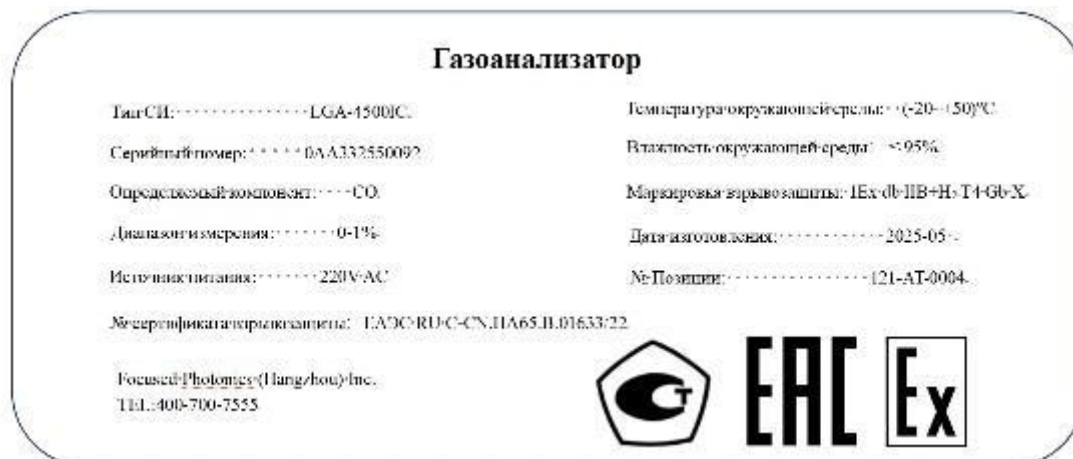 Газоанализатор
Тип СИ: LGA-4500IC
Серийный номер: 0AA332550092
Определяемый компонент: CO
Диапазон измерения: 0-1%
Источник питания: 220V AC
Температура окружающей среды: (-20-+50)°C
Влажность окружающей среды: <95%
Маркировка взрывозащиты: 1Ex db IIB+H₂ T4 Gb X
Дата изготовления: 2025-05
№ Позиции: 121-AT-0004
№ сертификата взрывозащиты: ЕАЭС RU C-CN.НА65.В.01633/22
Focused Photonics (Hangzhou) Inc.
TEL:400-700-7555
СТ
EAC Ex